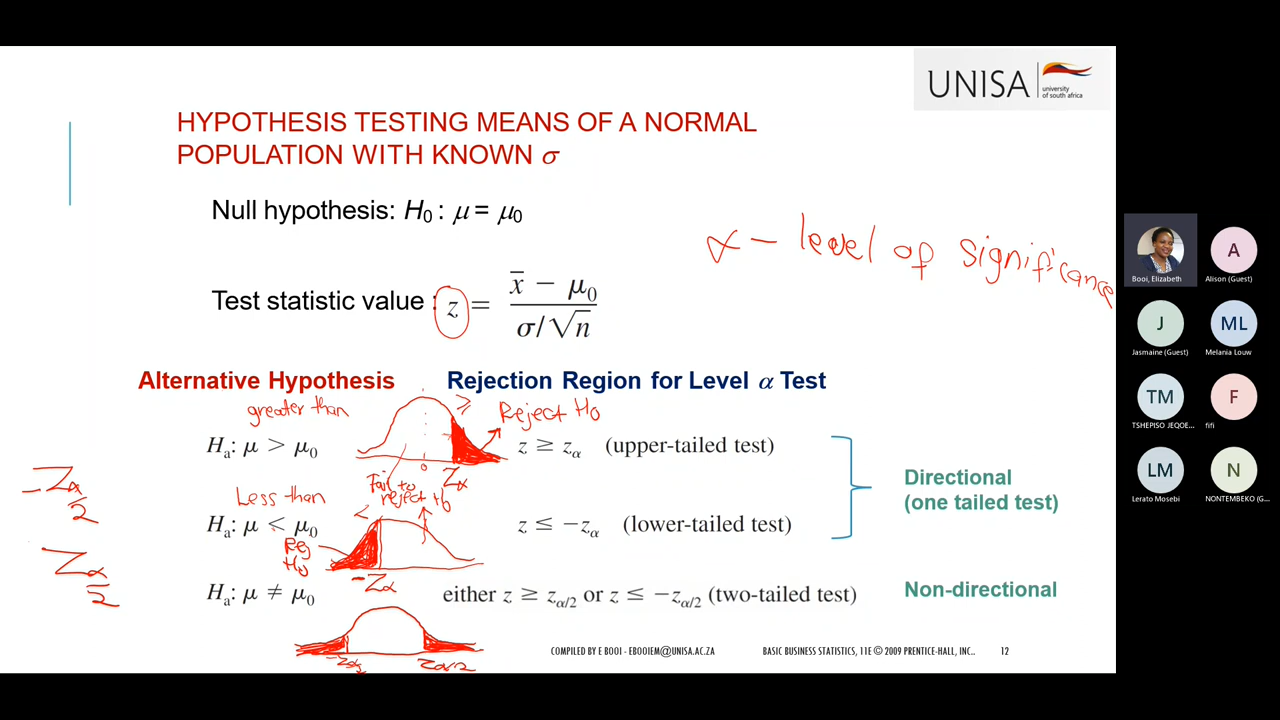 UNISA
university
of south africa
HYPOTHESIS TESTING MEANS OF A NORMAL
POPULATION WITH KNOWN σ
Null hypothesis: H₀ : μ = μ₀
α – level of significance
Test statistic value : z = (x̄ − μ₀) / (σ/√n)
Alternative Hypothesis
Rejection Region for Level α Test
greater than
≥
Reject H0
Hₐ: μ > μ₀
z ≥ zα (upper-tailed test)
0
Zα
Fail to
reject H0
Directional
(one tailed test)
Less than
<
Hₐ: μ < μ₀
z ≤ −zα (lower-tailed test)
Rej
H0
-Zα
-Zα/2
Zα/2
Hₐ: μ ≠ μ₀
either z ≥ zα/2 or z ≤ −zα/2 (two-tailed test)
Non-directional
-Zα/2
Zα/2
COMPILED BY E BOOI - EBOOIEM@UNISA.AC.ZA
BASIC BUSINESS STATISTICS, 11E © 2009 PRENTICE-HALL, INC..
12
Booi, Elizabeth
A
Alison (Guest)
J
Jasmaine (Guest)
ML
Melania Louw
TM
TSHEPISO JEQOE...
F
fifi
LM
Lerato Mosebi
N
NONTEMBEKO (G...